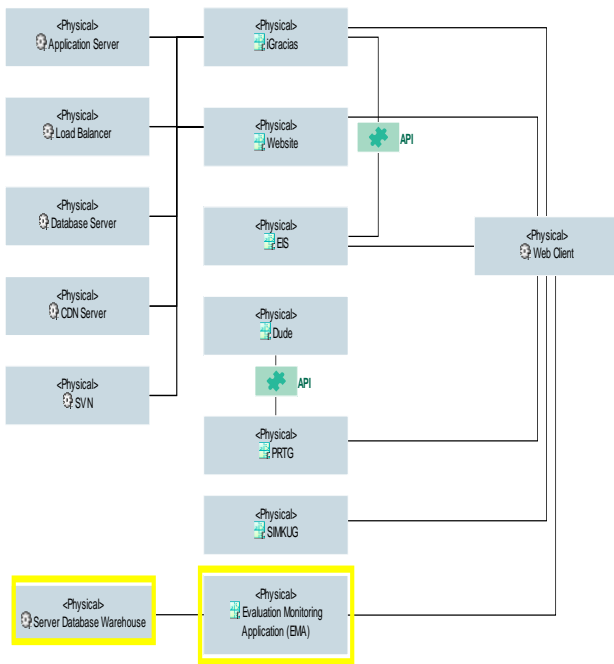 <Physical>
Application Server
<Physical>
iGracias
<Physical>
Load Balancer
<Physical>
Website
API
<Physical>
Database Server
<Physical>
EIS
<Physical>
Web Client
<Physical>
CDN Server
<Physical>
Dude
<Physical>
SVN
API
<Physical>
PRTG
<Physical>
SIMKUG
<Physical>
Server Database Warehouse
<Physical>
Evaluation Monitoring
Application (EMA)